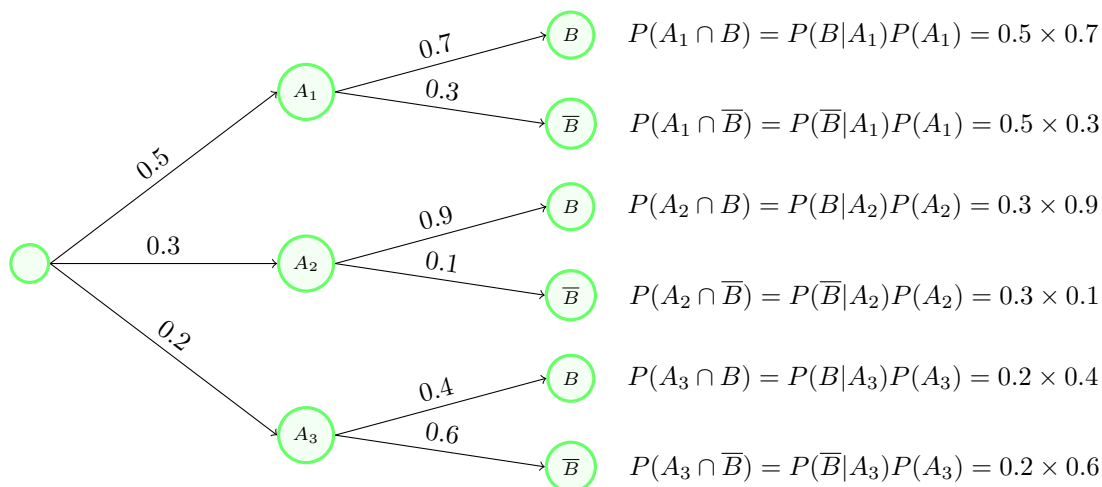 0.7 B P(A₁ ∩ B) = P(B|A₁)P(A₁) = 0.5 × 0.7
A₁
0.3 B̅ P(A₁ ∩ B̅) = P(B̅|A₁)P(A₁) = 0.5 × 0.3
0.5
0.9 B P(A₂ ∩ B) = P(B|A₂)P(A₂) = 0.3 × 0.9
0.3 A₂
0.1 B̅ P(A₂ ∩ B̅) = P(B̅|A₂)P(A₂) = 0.3 × 0.1
0.2
0.4 B P(A₃ ∩ B) = P(B|A₃)P(A₃) = 0.2 × 0.4
A₃
0.6 B̅ P(A₃ ∩ B̅) = P(B̅|A₃)P(A₃) = 0.2 × 0.6